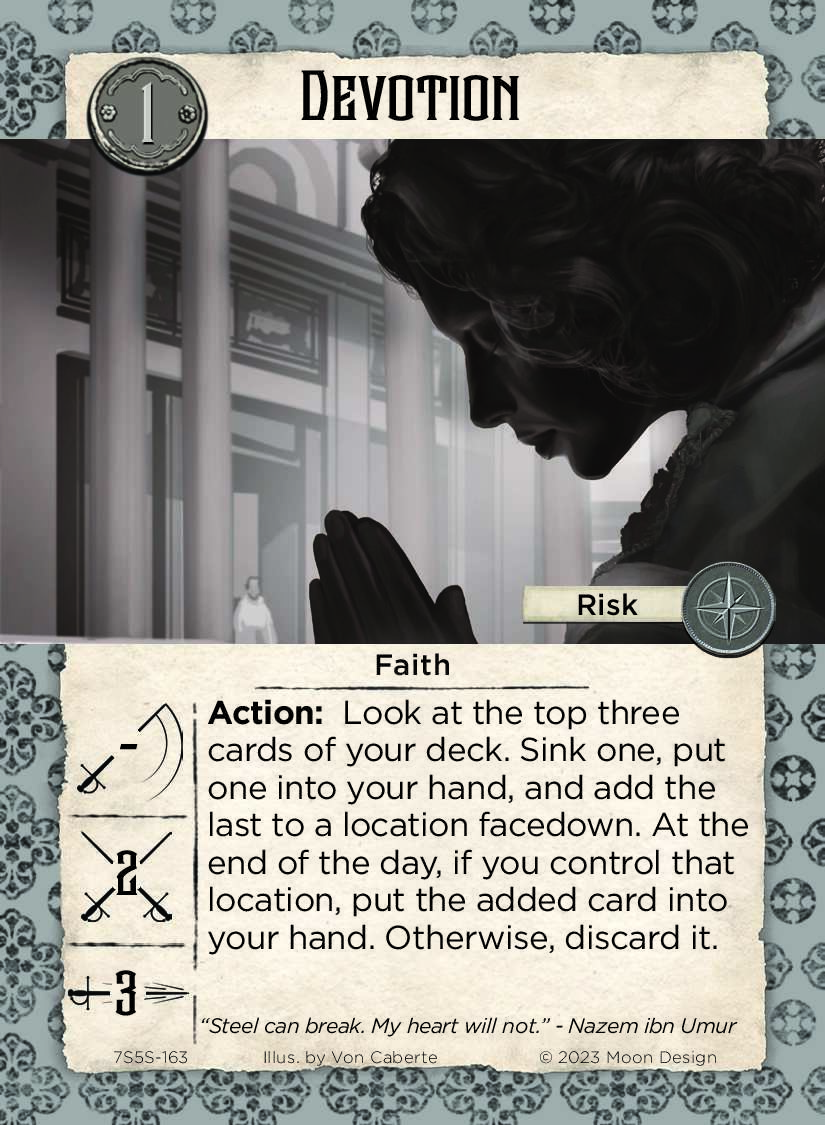 1
DEVOTION
Risk
Faith
-
2
3
Action: Look at the top three
cards of your deck. Sink one, put
one into your hand, and add the
last to a location facedown. At the
end of the day, if you control that
location, put the added card into
your hand. Otherwise, discard it.
“Steel can break. My heart will not.” - Nazem ibn Umur
7S5S-163 Illus. by Von Caberte © 2023 Moon Design